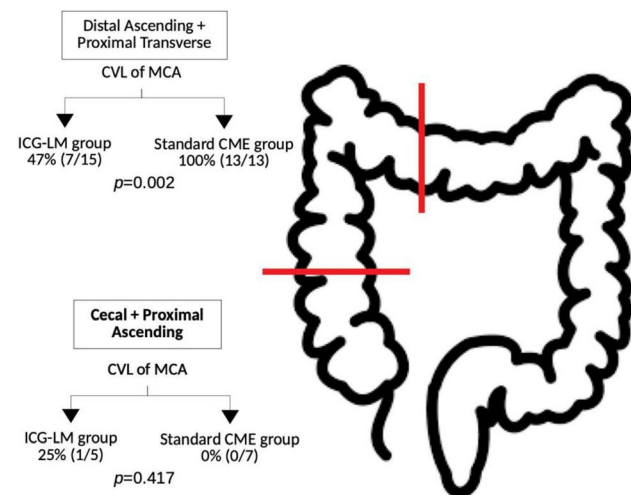 Distal Ascending +
Proximal Transverse
CVL of MCA
ICG-LM group
47% (7/15)
Standard CME group
100% (13/13)
p=0.002
Cecal + Proximal
Ascending
CVL of MCA
ICG-LM group
25% (1/5)
Standard CME group
0% (0/7)
p=0.417